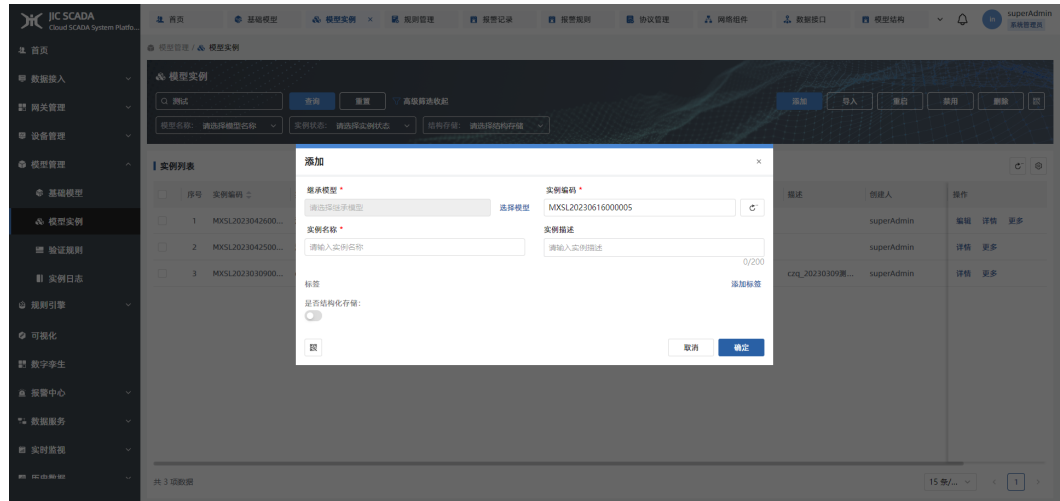 JIC SCADA
Cloud SCADA System Platfo...
首页 基础模型 模型实例 × 规则管理 报警记录 报警规则 协议管理 网络组件 数据接口 模型结构
superAdmin
系统管理员
首页
数据接入
网关管理
设备管理
模型管理
基础模型
模型实例
验证规则
实例日志
规则引擎
可视化
数字孪生
报警中心
数据服务
实时监视
历史数据
模型管理 / 模型实例
模型实例
测试 查询 重置 高级筛选收起 添加 导入 重启 禁用 删除
模型名称: 请选择模型名称 实例状态: 请选择实例状态 结构存储: 请选择结构存储
实例列表
序号 实例编码 描述 创建人 操作
1 MXSL2023042600... superAdmin 编辑 详情 更多
2 MXSL2023042500... superAdmin 详情 更多
3 MXSL2023030900... czq_20230309测... superAdmin 详情 更多
添加 ×
继承模型 * 实例编码 *
请选择继承模型 选择模型 MXSL20230616000005
实例名称 * 实例描述
请输入实例名称 请输入实例描述
0/200
标签 添加标签
是否结构化存储:
取消 确定
共 3 项数据 15 条/... 1